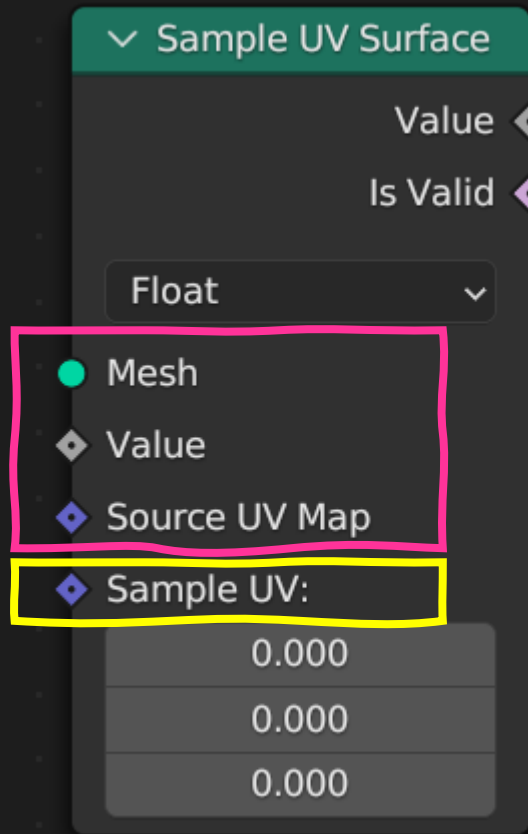 Sample UV Surface
Value
Is Valid
Float
Mesh
Value
Source UV Map
Sample UV:
0.000
0.000
0.000